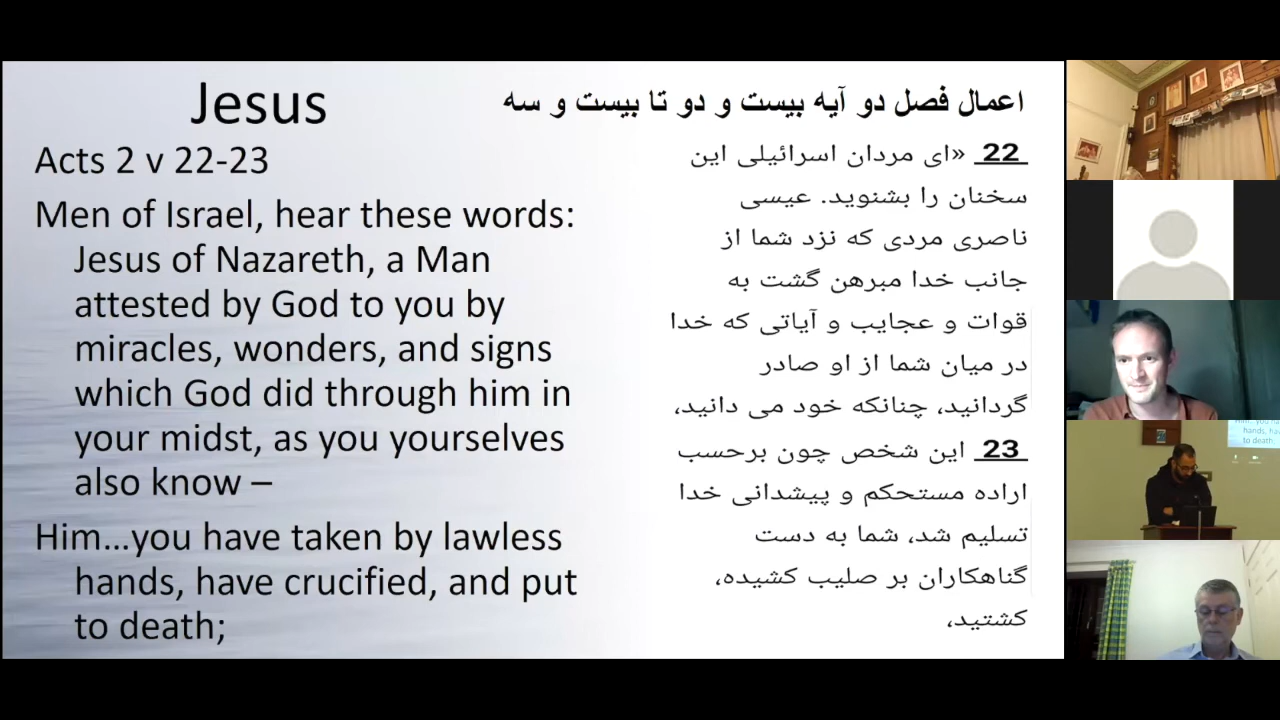 Jesus
Acts 2 v 22-23
Men of Israel, hear these words:
Jesus of Nazareth, a Man
attested by God to you by
miracles, wonders, and signs
which God did through him in
your midst, as you yourselves
also know –
Him...you have taken by lawless
hands, have crucified, and put
to death;
اعمال فصل دو آیه بیست و دو تا بیست و سه
22 «ای مردان اسرائیلی این
سخنان را بشنوید. عیسی
ناصری مردی که نزد شما از
جانب خدا مبرهن گشت به
قوات و عجایب و آیاتی که خدا
در میان شما از او صادر
گردانید، چنانکه خود می دانید،
23 این شخص چون برحسب
اراده مستحکم و پیشدانی خدا
تسلیم شد، شما به دست
گناهکاران بر صلیب کشیده،
کشتید،
hands, hav
to death;